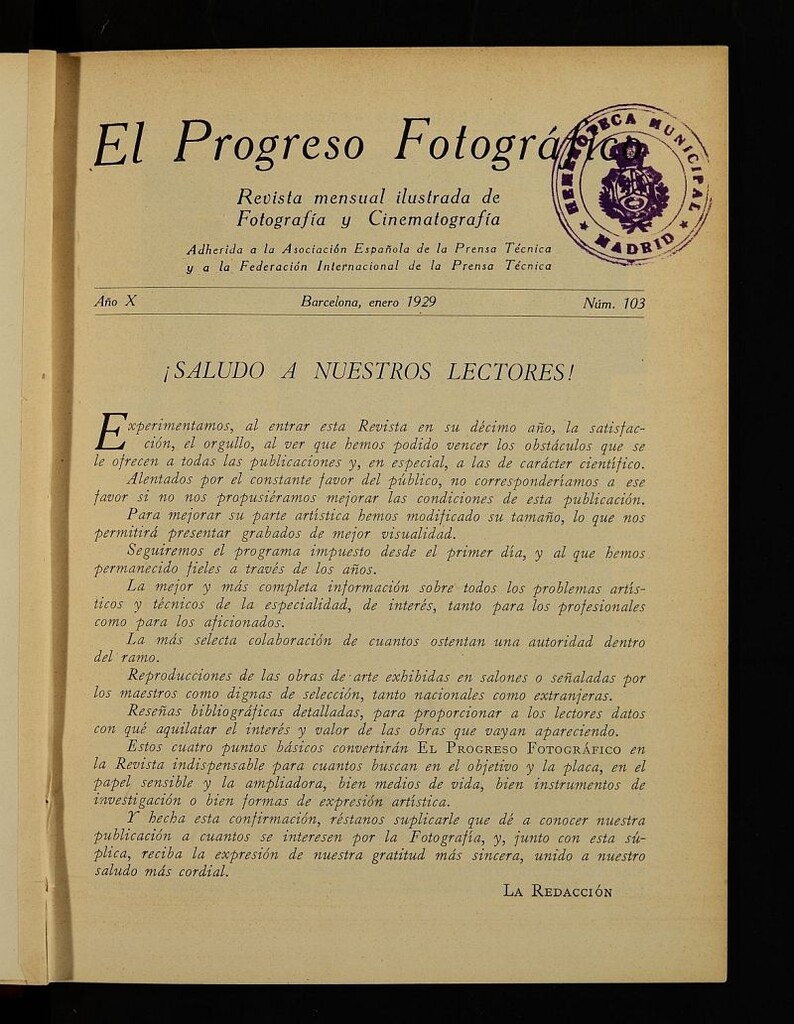 El Progreso Fotográfico
HEMEROTECA MUNICIPAL
★ MADRID ★
Revista mensual ilustrada de
Fotografía y Cinematografía
Adherida a la Asociación Española de la Prensa Técnica
y a la Federación Internacional de la Prensa Técnica
Año X Barcelona, enero 1929 Núm. 103
¡SALUDO A NUESTROS LECTORES!
Experimentamos, al entrar esta Revista en su décimo año, la satisfac-
ción, el orgullo, al ver que hemos podido vencer los obstáculos que se
le ofrecen a todas las publicaciones y, en especial, a las de carácter científico.
Alentados por el constante favor del público, no corresponderíamos a ese
favor si no nos propusiéramos mejorar las condiciones de esta publicación.
Para mejorar su parte artística hemos modificado su tamaño, lo que nos
permitirá presentar grabados de mejor visualidad.
Seguiremos el programa impuesto desde el primer día, y al que hemos
permanecido fieles a través de los años.
La mejor y más completa información sobre todos los problemas artís-
ticos y técnicos de la especialidad, de interés, tanto para los profesionales
como para los aficionados.
La más selecta colaboración de cuantos ostentan una autoridad dentro
del ramo.
Reproducciones de las obras de arte exhibidas en salones o señaladas por
los maestros como dignas de selección, tanto nacionales como extranjeras.
Reseñas bibliográficas detalladas, para proporcionar a los lectores datos
con qué aquilatar el interés y valor de las obras que vayan apareciendo.
Estos cuatro puntos básicos convertirán EL PROGRESO FOTOGRÁFICO en
la Revista indispensable para cuantos buscan en el objetivo y la placa, en el
papel sensible y la ampliadora, bien medios de vida, bien instrumentos de
investigación o bien formas de expresión artística.
Y hecha esta confirmación, réstanos suplicarle que dé a conocer nuestra
publicación a cuantos se interesen por la Fotografía, y, junto con esta sú-
plica, reciba la expresión de nuestra gratitud más sincera, unido a nuestro
saludo más cordial.
LA REDACCIÓN